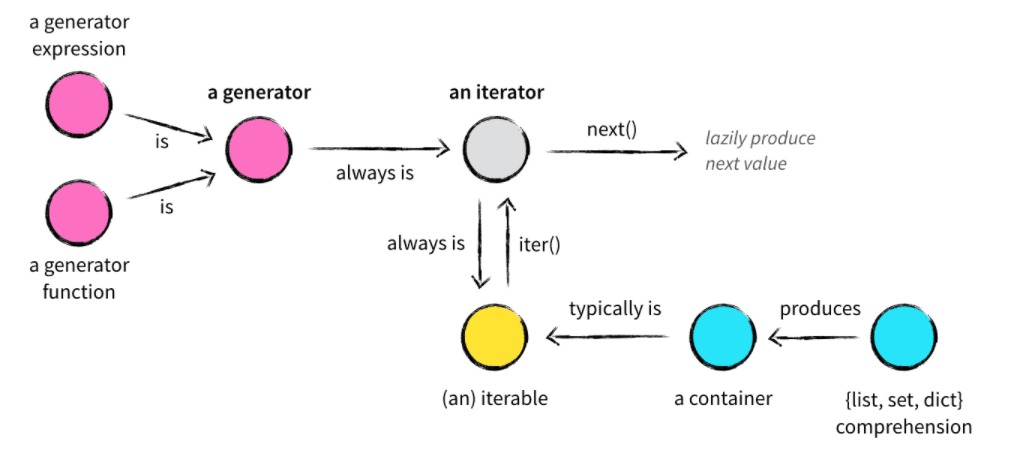 a generator
expression
is
a generator
an iterator
next()
lazily produce
next value
always is
is
a generator
function
always is
iter()
typically is
produces
(an) iterable
a container
{list, set, dict}
comprehension